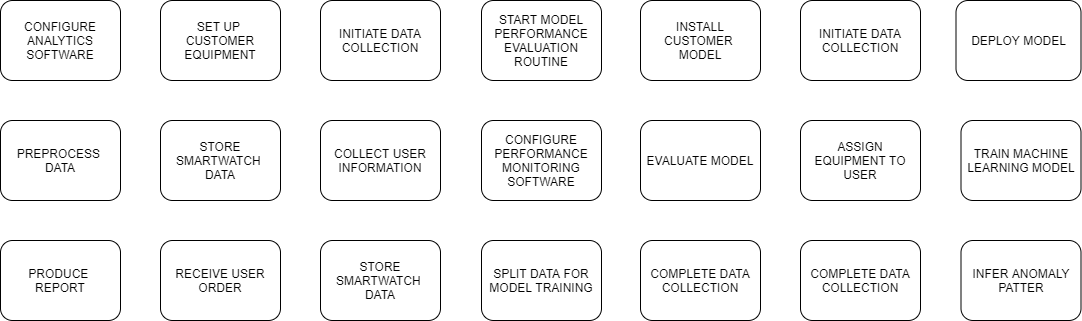 CONFIGURE
ANALYTICS
SOFTWARE
SET UP
CUSTOMER
EQUIPMENT
INITIATE DATA
COLLECTION
START MODEL
PERFORMANCE
EVALUATION
ROUTINE
INSTALL
CUSTOMER
MODEL
INITIATE DATA
COLLECTION
DEPLOY MODEL
PREPROCESS
DATA
STORE
SMARTWATCH
DATA
COLLECT USER
INFORMATION
CONFIGURE
PERFORMANCE
MONITORING
SOFTWARE
EVALUATE MODEL
ASSIGN
EQUIPMENT TO
USER
TRAIN MACHINE
LEARNING MODEL
PRODUCE
REPORT
RECEIVE USER
ORDER
STORE
SMARTWATCH
DATA
SPLIT DATA FOR
MODEL TRAINING
COMPLETE DATA
COLLECTION
COMPLETE DATA
COLLECTION
INFER ANOMALY
PATTER